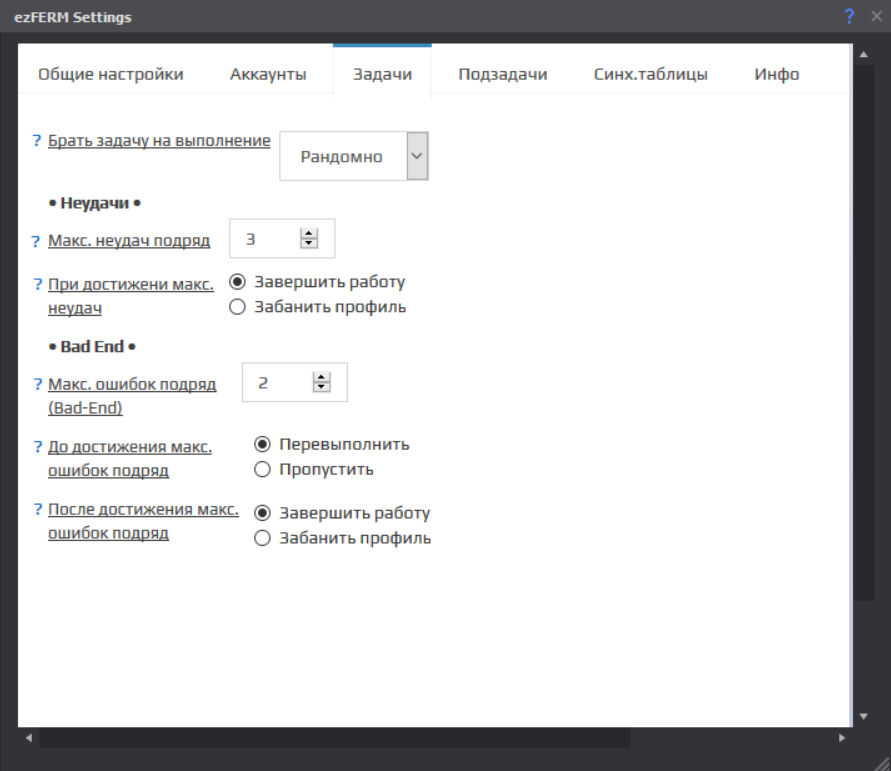 ezFERM Settings ? ×
Общие настройки Аккаунты Задачи Подзадачи Синх.таблицы Инфо
? Брать задачу на выполнение Рандомно
• Неудачи •
? Макс. неудач подряд 3
? При достижени макс. неудач
Завершить работу
Забанить профиль
• Bad End •
? Макс. ошибок подряд (Bad-End) 2
? До достижения макс. ошибок подряд
Перевыполнить
Пропустить
? После достижения макс. ошибок подряд
Завершить работу
Забанить профиль